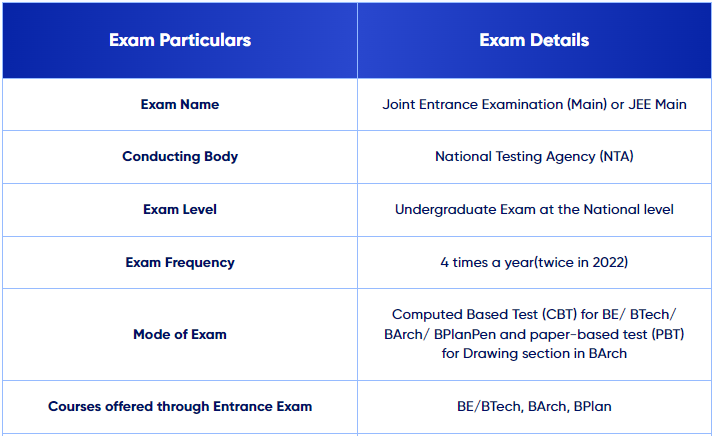 Exam Particulars
Exam Details
Exam Name
Joint Entrance Examination (Main) or JEE Main
Conducting Body
National Testing Agency (NTA)
Exam Level
Undergraduate Exam at the National level
Exam Frequency
4 times a year(twice in 2022)
Mode of Exam
Computed Based Test (CBT) for BE/ BTech/
BArch/ BPlanPen and paper-based test (PBT)
for Drawing section in BArch
Courses offered through Entrance Exam
BE/BTech, BArch, BPlan